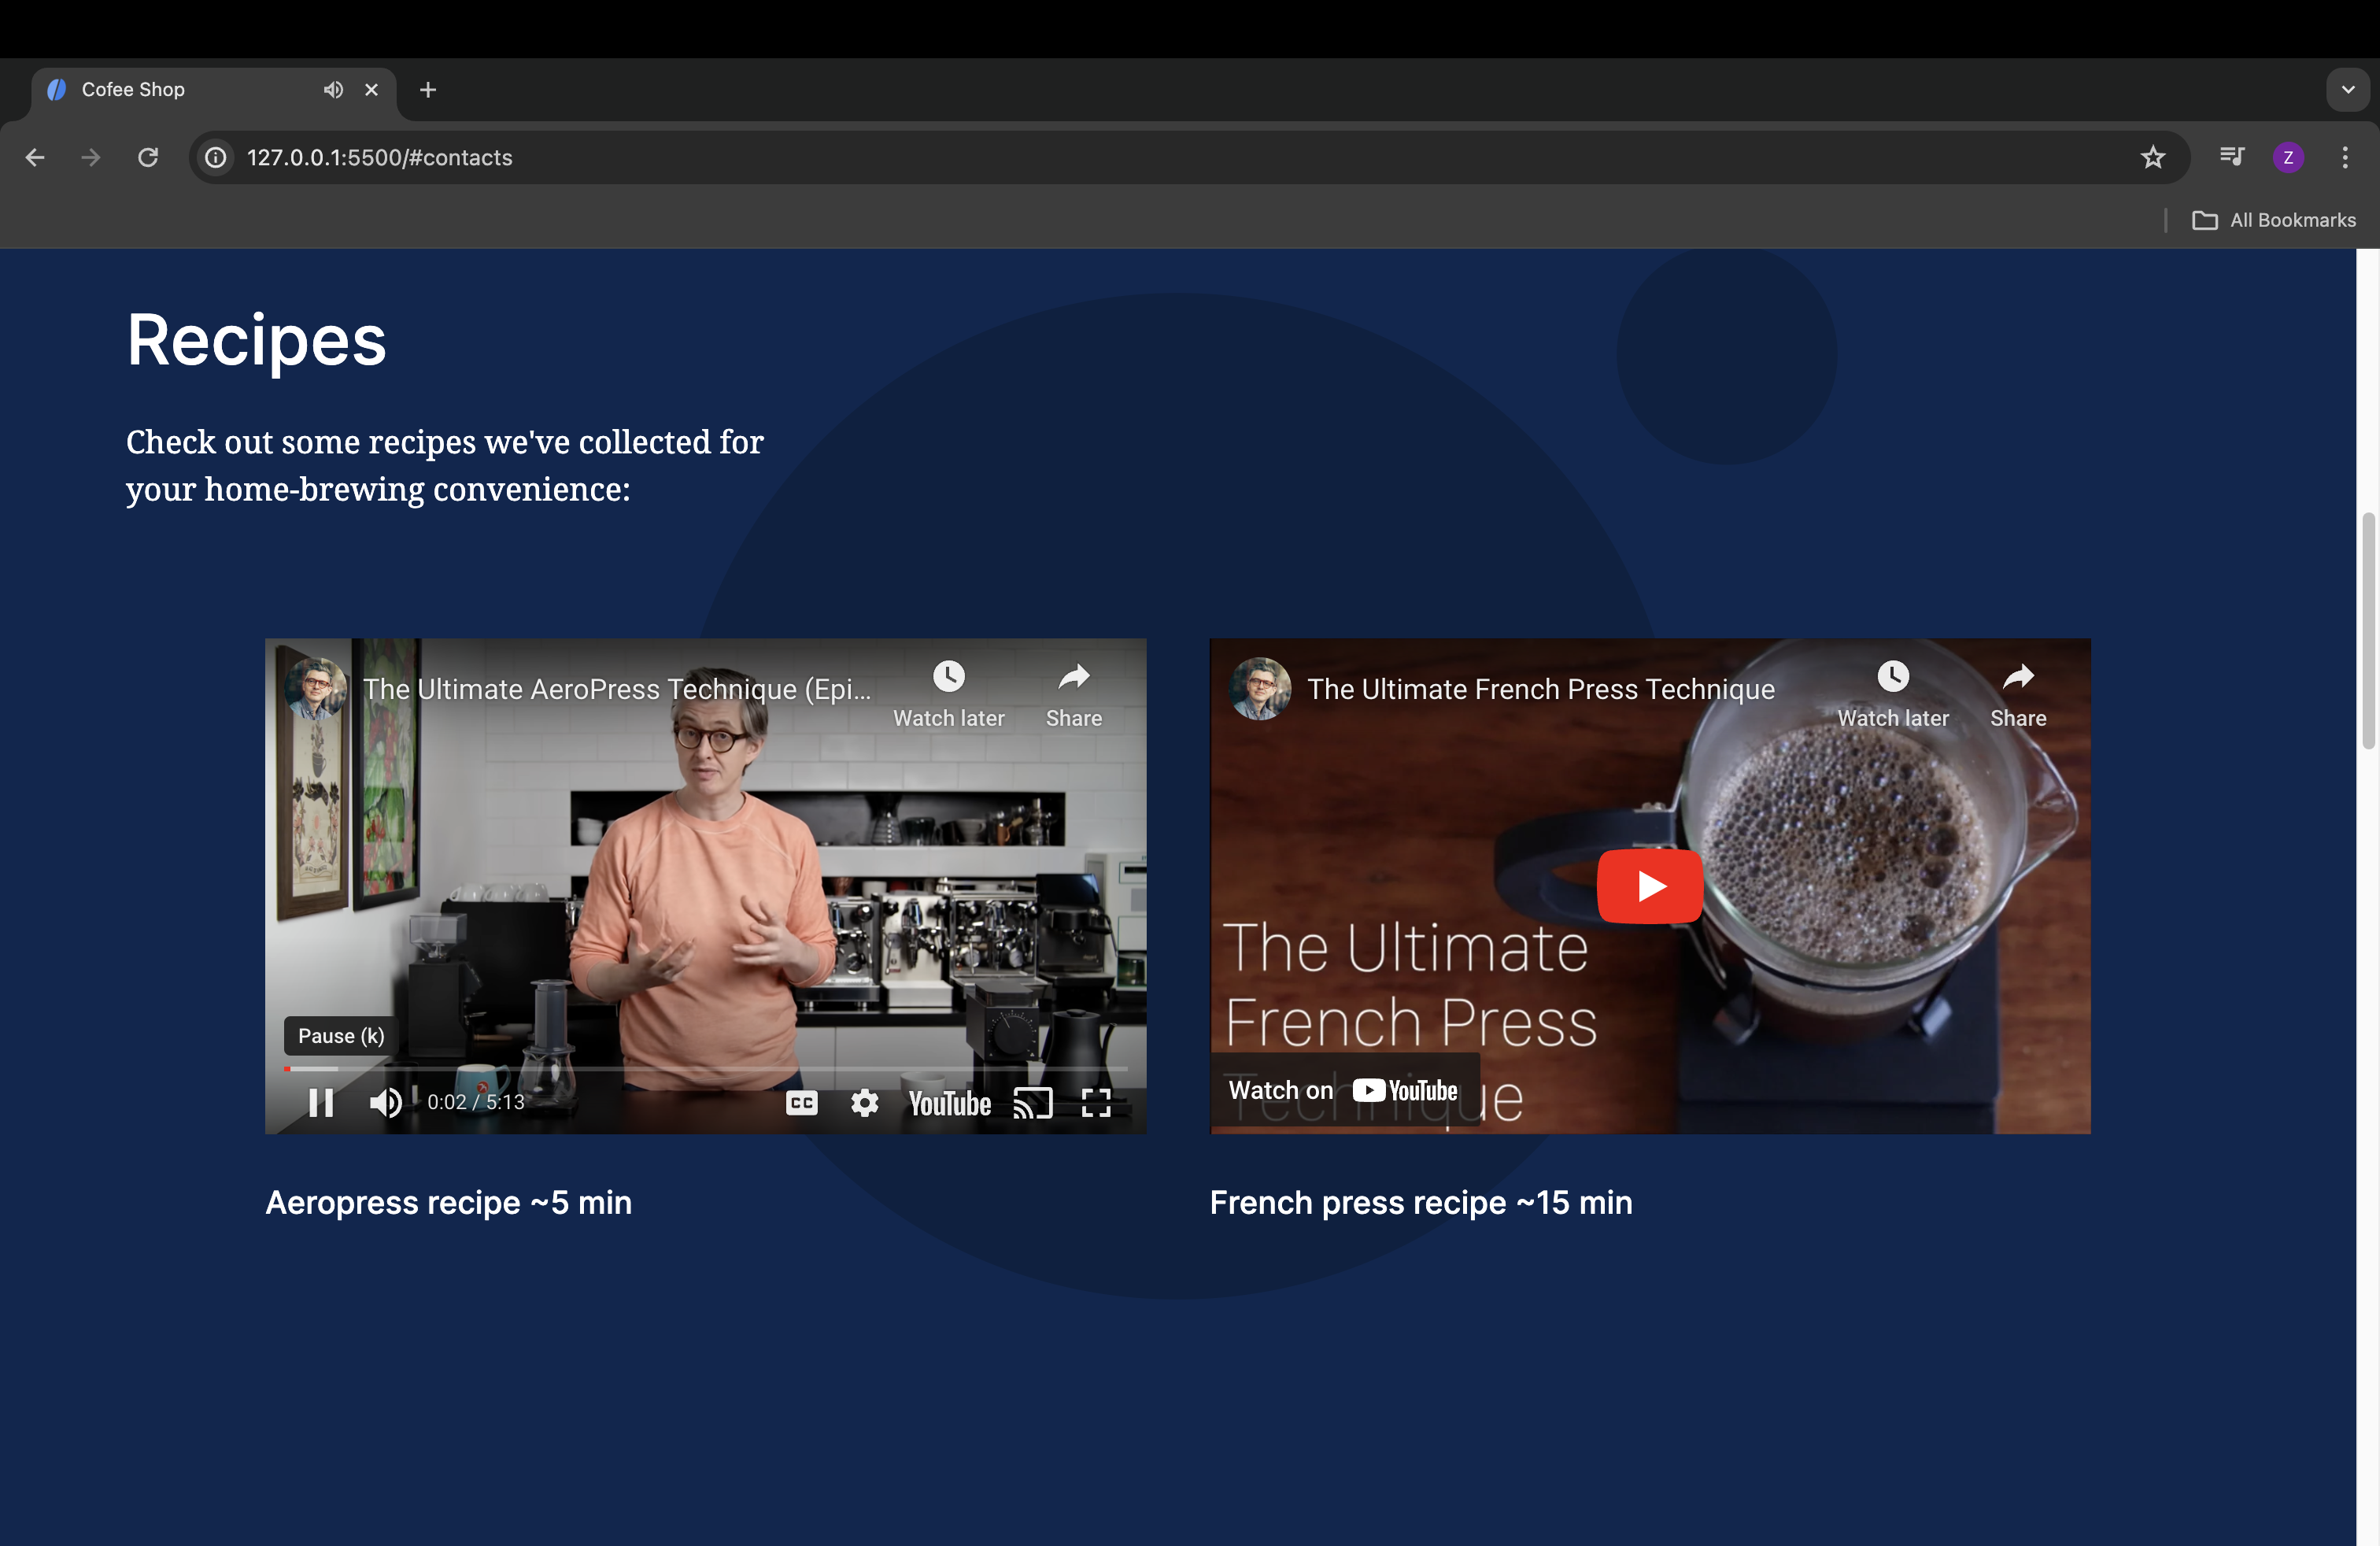 Cofee Shop
127.0.0.1:5500/#contacts
Z
All Bookmarks
Recipes
Check out some recipes we've collected for
your home-brewing convenience:
The Ultimate AeroPress Technique (Epi...
Watch later
Share
Pause (k)
0:02 / 5:13
CC
YouTube
Aeropress recipe ~5 min
The Ultimate French Press Technique
Watch later
Share
The Ultimate
French Press
Technique
Watch on YouTube
French press recipe ~15 min